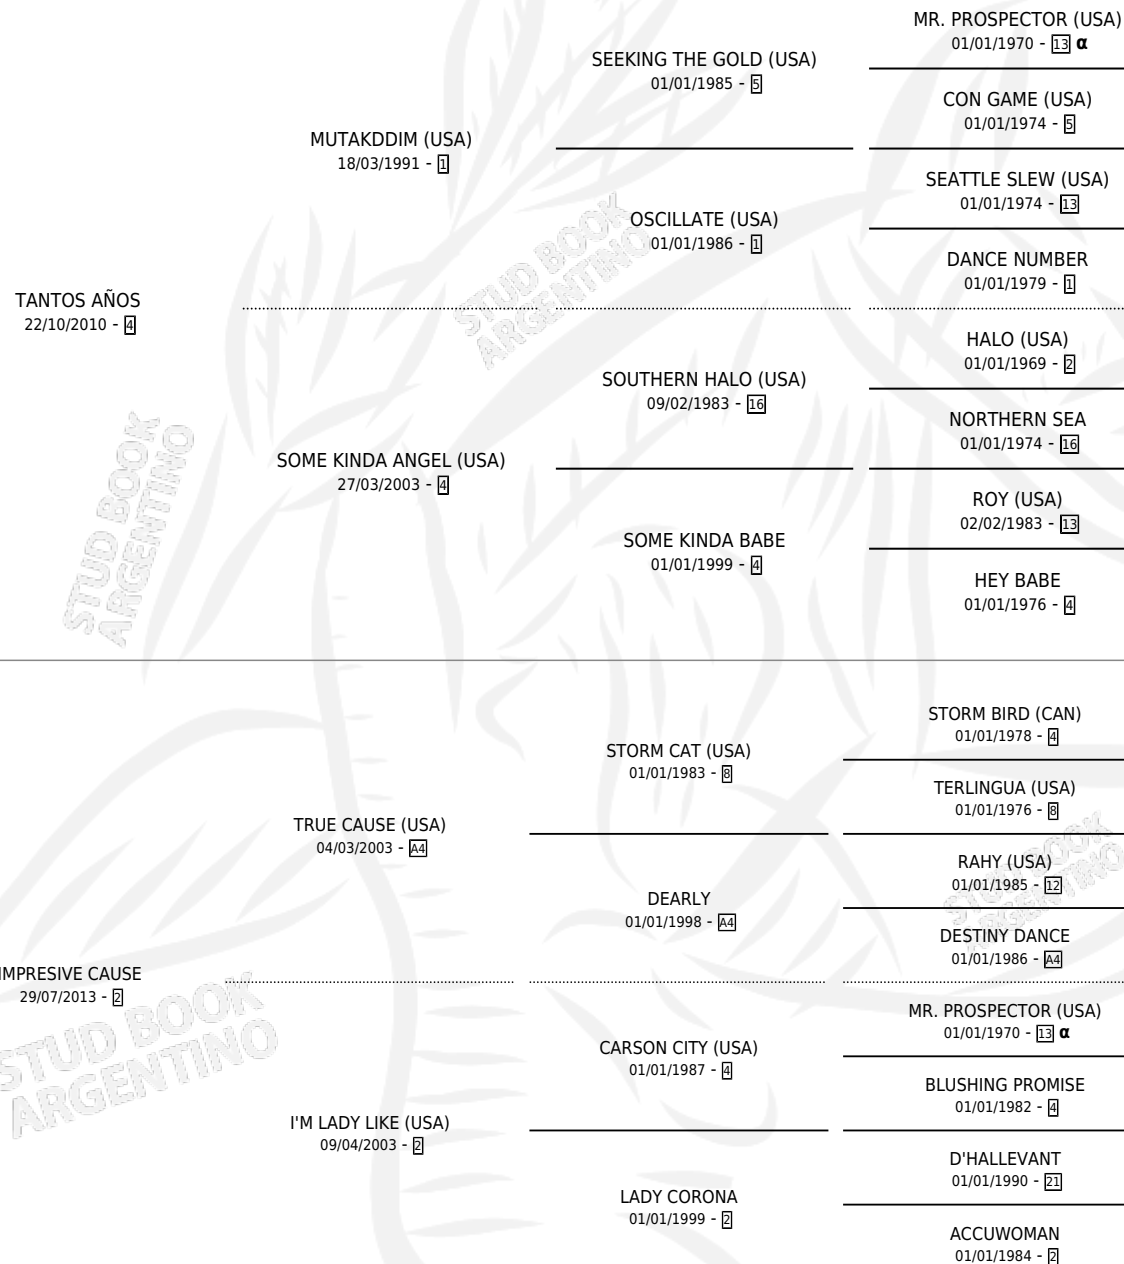 MR. PROSPECTOR (USA)
01/01/1970 - 13 α
SEEKING THE GOLD (USA)
01/01/1985 - 5
CON GAME (USA)
01/01/1974 - 5
MUTAKDDIM (USA)
18/03/1991 - 1
SEATTLE SLEW (USA)
01/01/1974 - 13
OSCILLATE (USA)
01/01/1986 - 1
DANCE NUMBER
01/01/1979 - 1
TANTOS AÑOS
22/10/2010 - 4
HALO (USA)
01/01/1969 - 2
SOUTHERN HALO (USA)
09/02/1983 - 16
NORTHERN SEA
01/01/1974 - 16
SOME KINDA ANGEL (USA)
27/03/2003 - 4
ROY (USA)
02/02/1983 - 13
SOME KINDA BABE
01/01/1999 - 4
HEY BABE
01/01/1976 - 4
STORM BIRD (CAN)
01/01/1978 - 4
STORM CAT (USA)
01/01/1983 - 8
TERLINGUA (USA)
01/01/1976 - 8
TRUE CAUSE (USA)
04/03/2003 - A4
RAHY (USA)
01/01/1985 - 12
DEARLY
01/01/1998 - A4
DESTINY DANCE
01/01/1986 - A4
IMPRESIVE CAUSE
29/07/2013 - 2
MR. PROSPECTOR (USA)
01/01/1970 - 13 α
CARSON CITY (USA)
01/01/1987 - 4
BLUSHING PROMISE
01/01/1982 - 4
I'M LADY LIKE (USA)
09/04/2003 - 2
D'HALLEVANT
01/01/1990 - 21
LADY CORONA
01/01/1999 - 2
ACCUWOMAN
01/01/1984 - 2
STUD BOOK
ARGENTINO
STUD BOOK
ARGENTINO
STUD BOOK
ARGENTINO
STUD BOOK
ARGENTINO